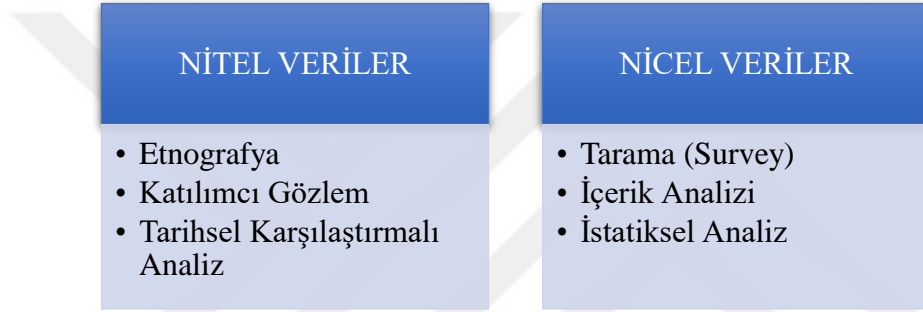 NİTEL VERİLER
• Etnografya
• Katılımcı Gözlem
• Tarihsel Karşılaştırmalı
Analiz
NİCEL VERİLER
• Tarama (Survey)
• İçerik Analizi
• İstatiksel Analiz